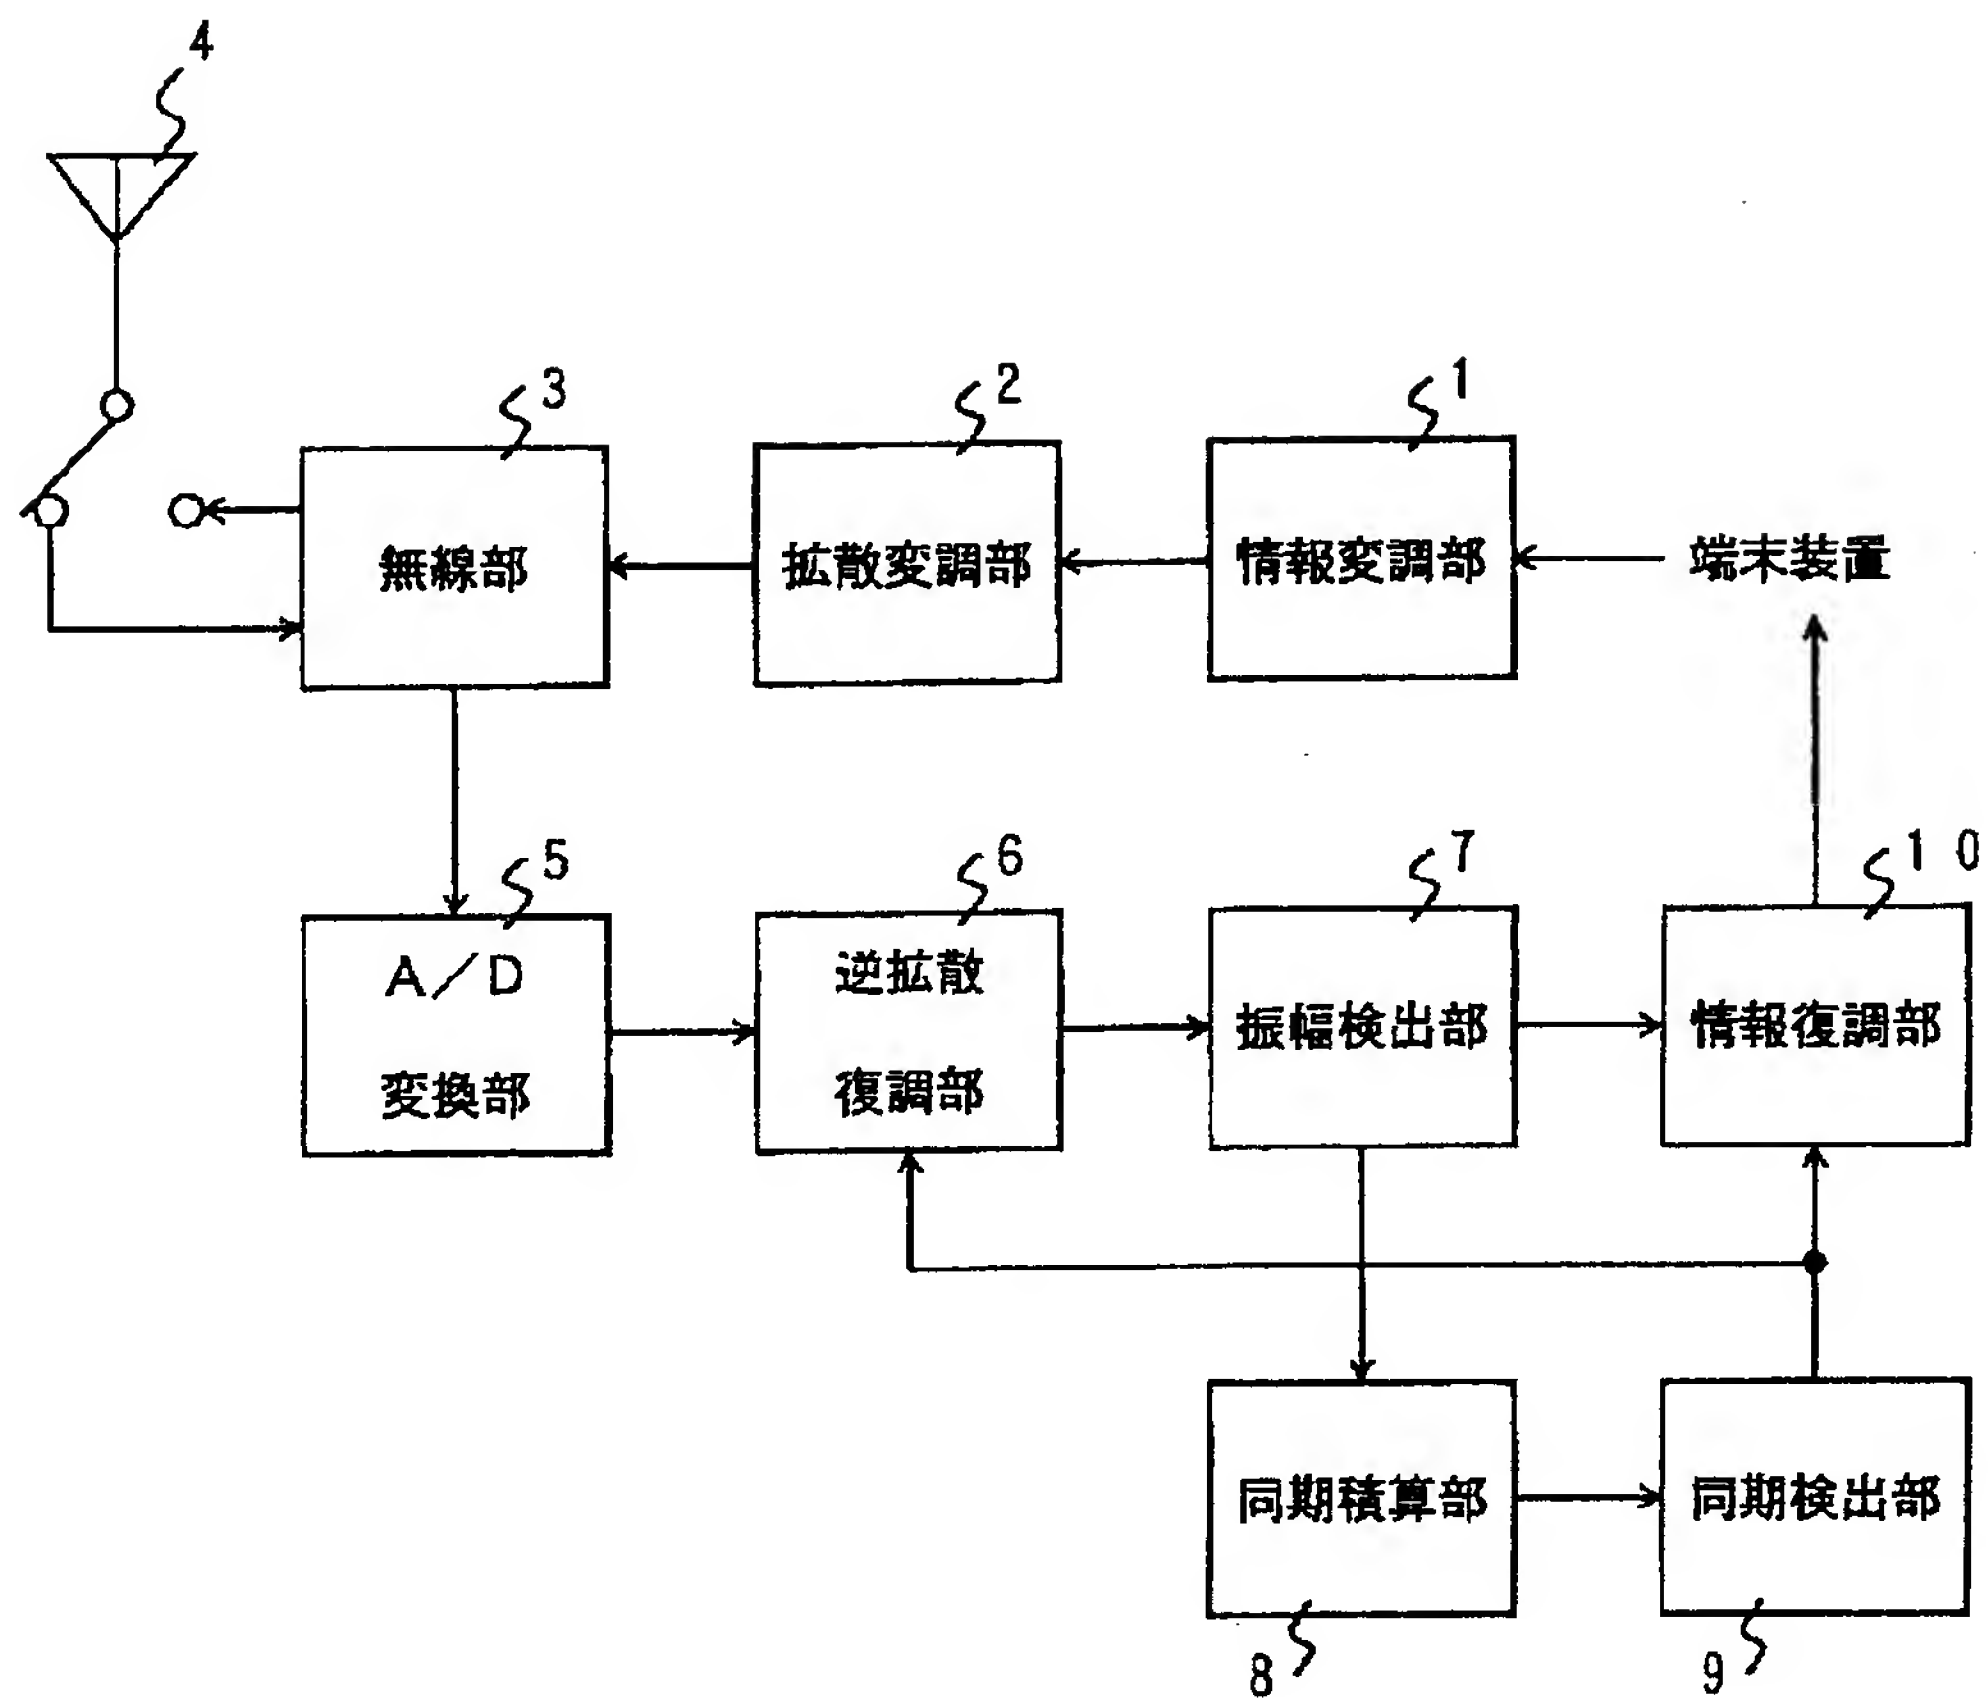 4
3
2
1
無線部
拡散変調部
情報変調部
端末装置
5
6
7
10
A/D
変換部
逆拡散
復調部
振幅検出部
情報復調部
同期積算部
同期検出部
8
9